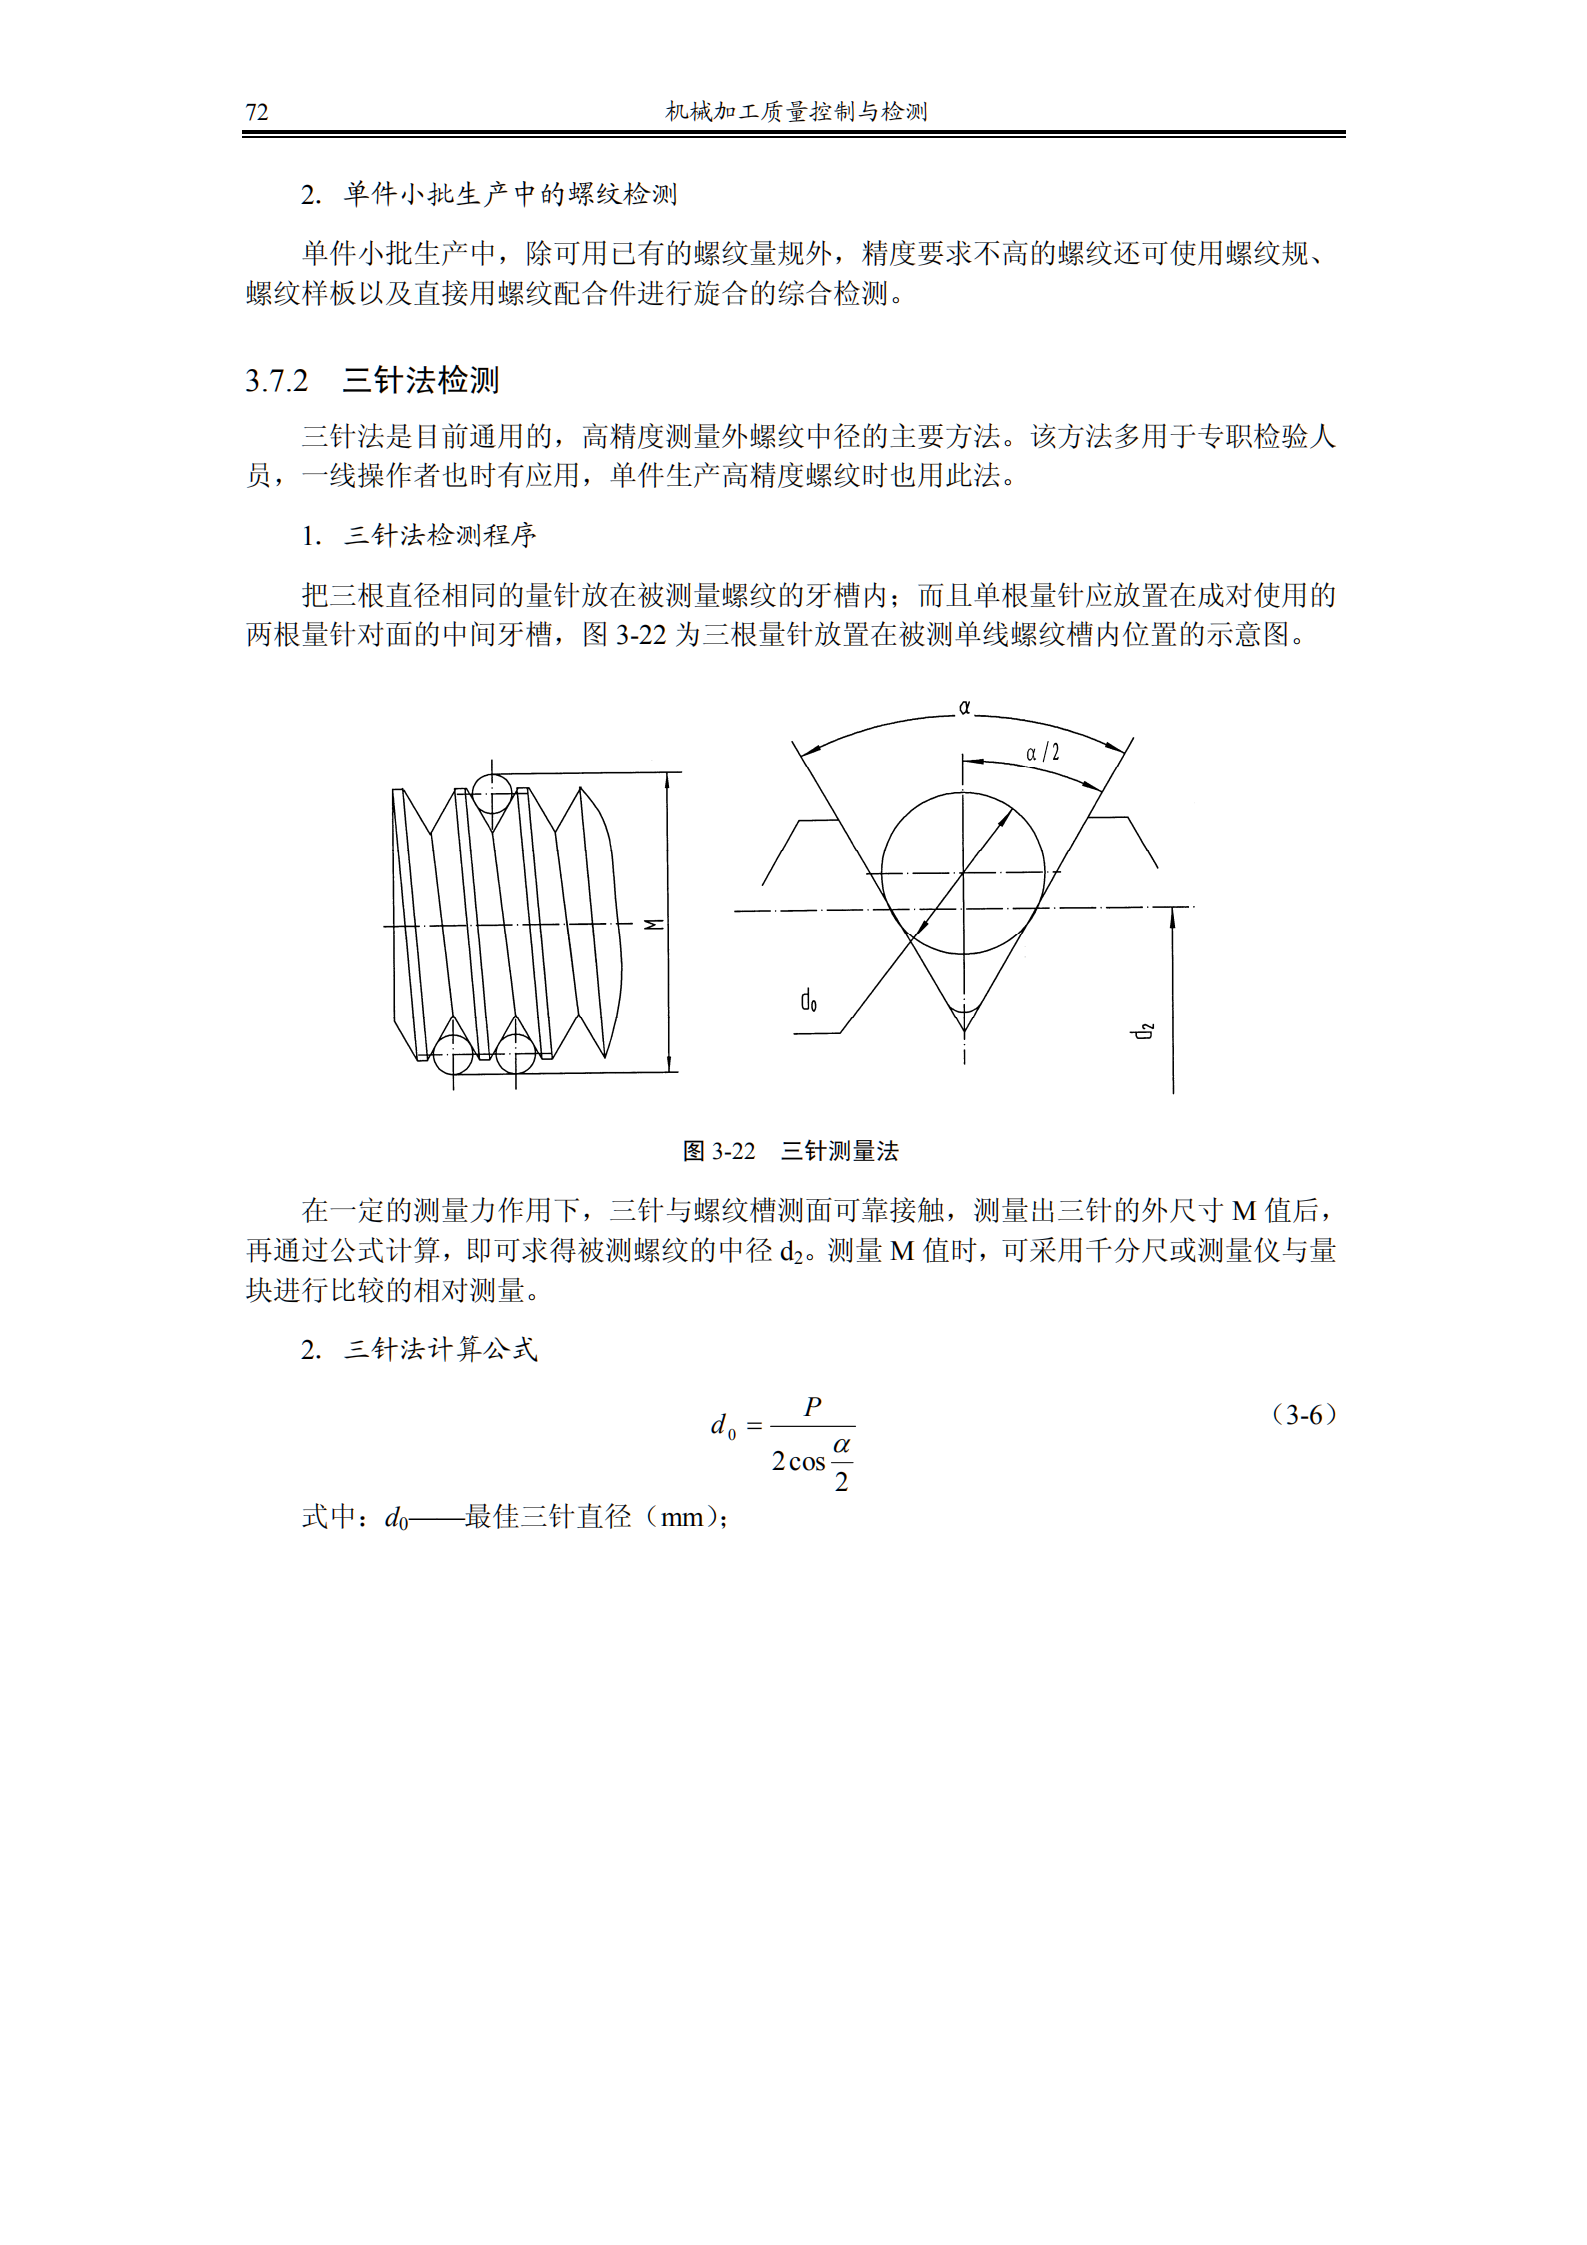 72 机械加工质量控制与检测
2. 单件小批生产中的螺纹检测
单件小批生产中，除可用已有的螺纹量规外，精度要求不高的螺纹还可使用螺纹规、
螺纹样板以及直接用螺纹配合件进行旋合的综合检测。
3.7.2 三针法检测
三针法是目前通用的，高精度测量外螺纹中径的主要方法。该方法多用于专职检验人
员，一线操作者也时有应用，单件生产高精度螺纹时也用此法。
1. 三针法检测程序
把三根直径相同的量针放在被测量螺纹的牙槽内；而且单根量针应放置在成对使用的
两根量针对面的中间牙槽，图 3-22 为三根量针放置在被测单线螺纹槽内位置的示意图。
α
α/2
M
d₀
d₂
图 3-22 三针测量法
在一定的测量力作用下，三针与螺纹槽测面可靠接触，测量出三针的外尺寸 M 值后，
再通过公式计算，即可求得被测螺纹的中径 d₂。测量 M 值时，可采用千分尺或测量仪与量
块进行比较的相对测量。
2. 三针法计算公式
d₀ = P / (2cos α/2) （3-6）
式中：d₀——最佳三针直径（mm）；